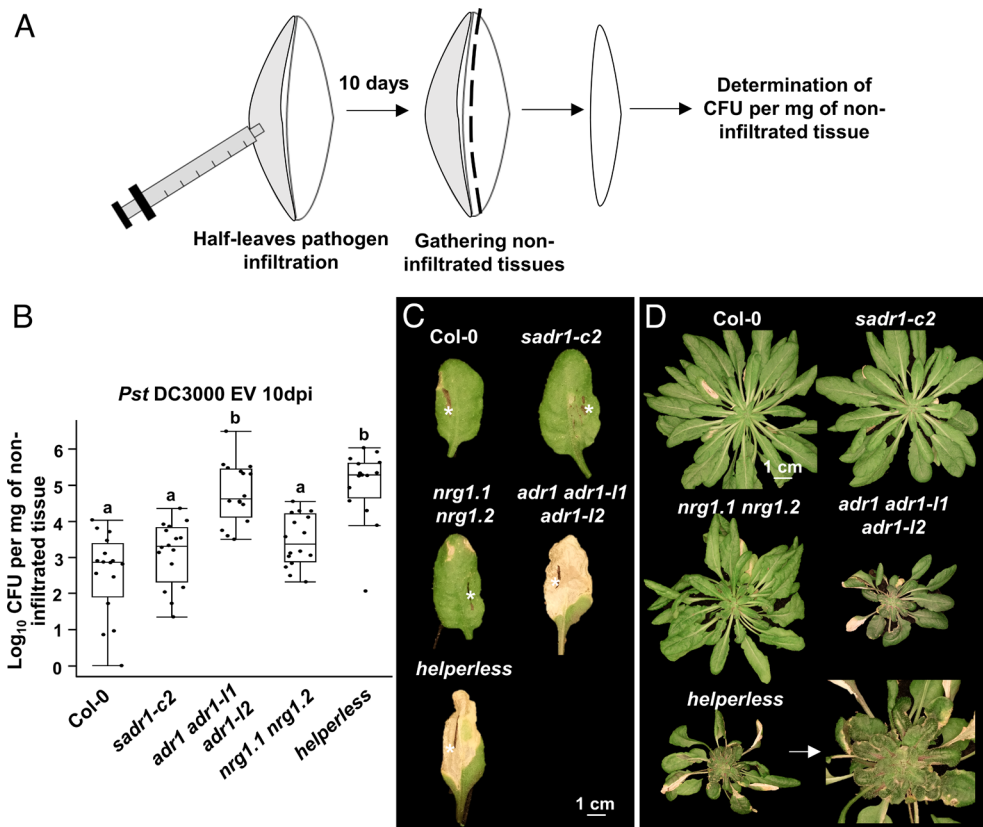 A
10 days
Determination of
CFU per mg of non-
infiltrated tissue
Half-leaves pathogen
infiltration
Gathering non-
infiltrated tissues
B
Pst DC3000 EV 10dpi
Log10 CFU per mg of non-
infiltrated tissue
6
5
4
3
2
1
0
a
a
b
a
b
Col-0
sadr1-c2
adr1 adr1-l1
adr1-l2
nrg1.1 nrg1.2
helperless
C
Col-0
sadr1-c2
*
*
nrg1.1
nrg1.2
adr1 adr1-l1
adr1-l2
*
*
helperless
*
1 cm
D
Col-0
sadr1-c2
1 cm
nrg1.1 nrg1.2
adr1 adr1-l1
adr1-l2
helperless